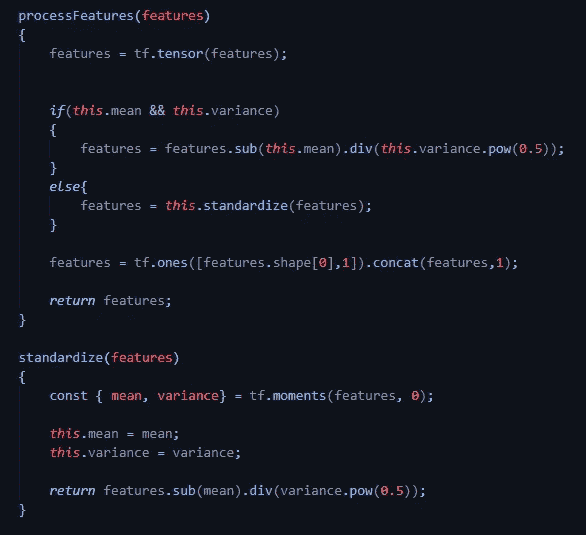 processFeatures(features)
{
features = tf.tensor(features);
if(this.mean && this.variance)
{
features = features.sub(this.mean).div(this.variance.pow(0.5));
}
else{
features = this.standardize(features);
}
features = tf.ones([features.shape[0],1]).concat(features,1);
return features;
}
standardize(features)
{
const { mean, variance} = tf.moments(features, 0);
this.mean = mean;
this.variance = variance;
return features.sub(mean).div(variance.pow(0.5));
}